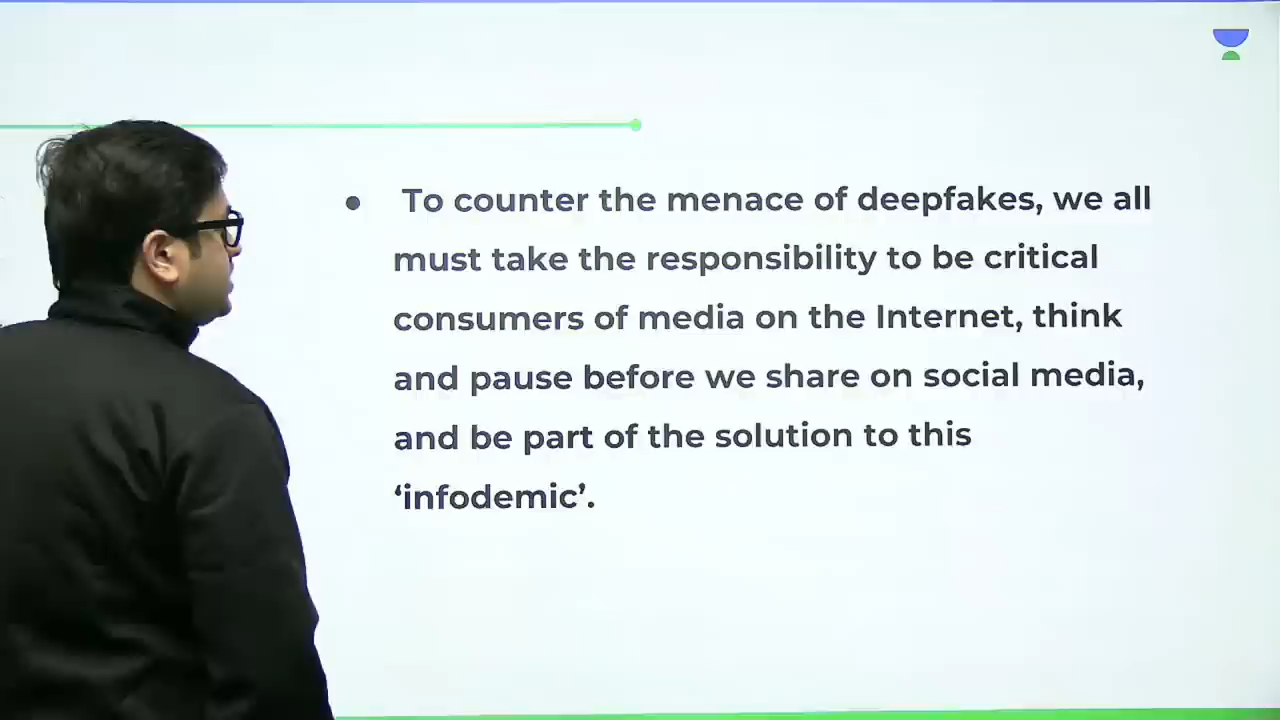 • To counter the menace of deepfakes, we all
must take the responsibility to be critical
consumers of media on the Internet, think
and pause before we share on social media,
and be part of the solution to this
‘infodemic’.